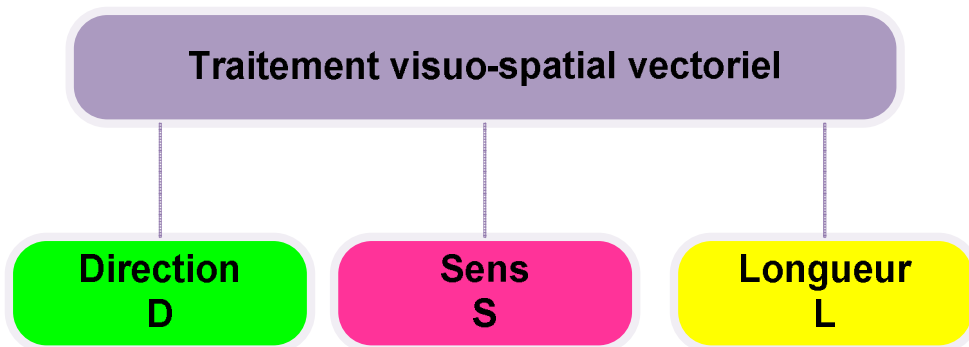 Traitement visuo-spatial vectoriel
Direction
D
Sens
S
Longueur
L